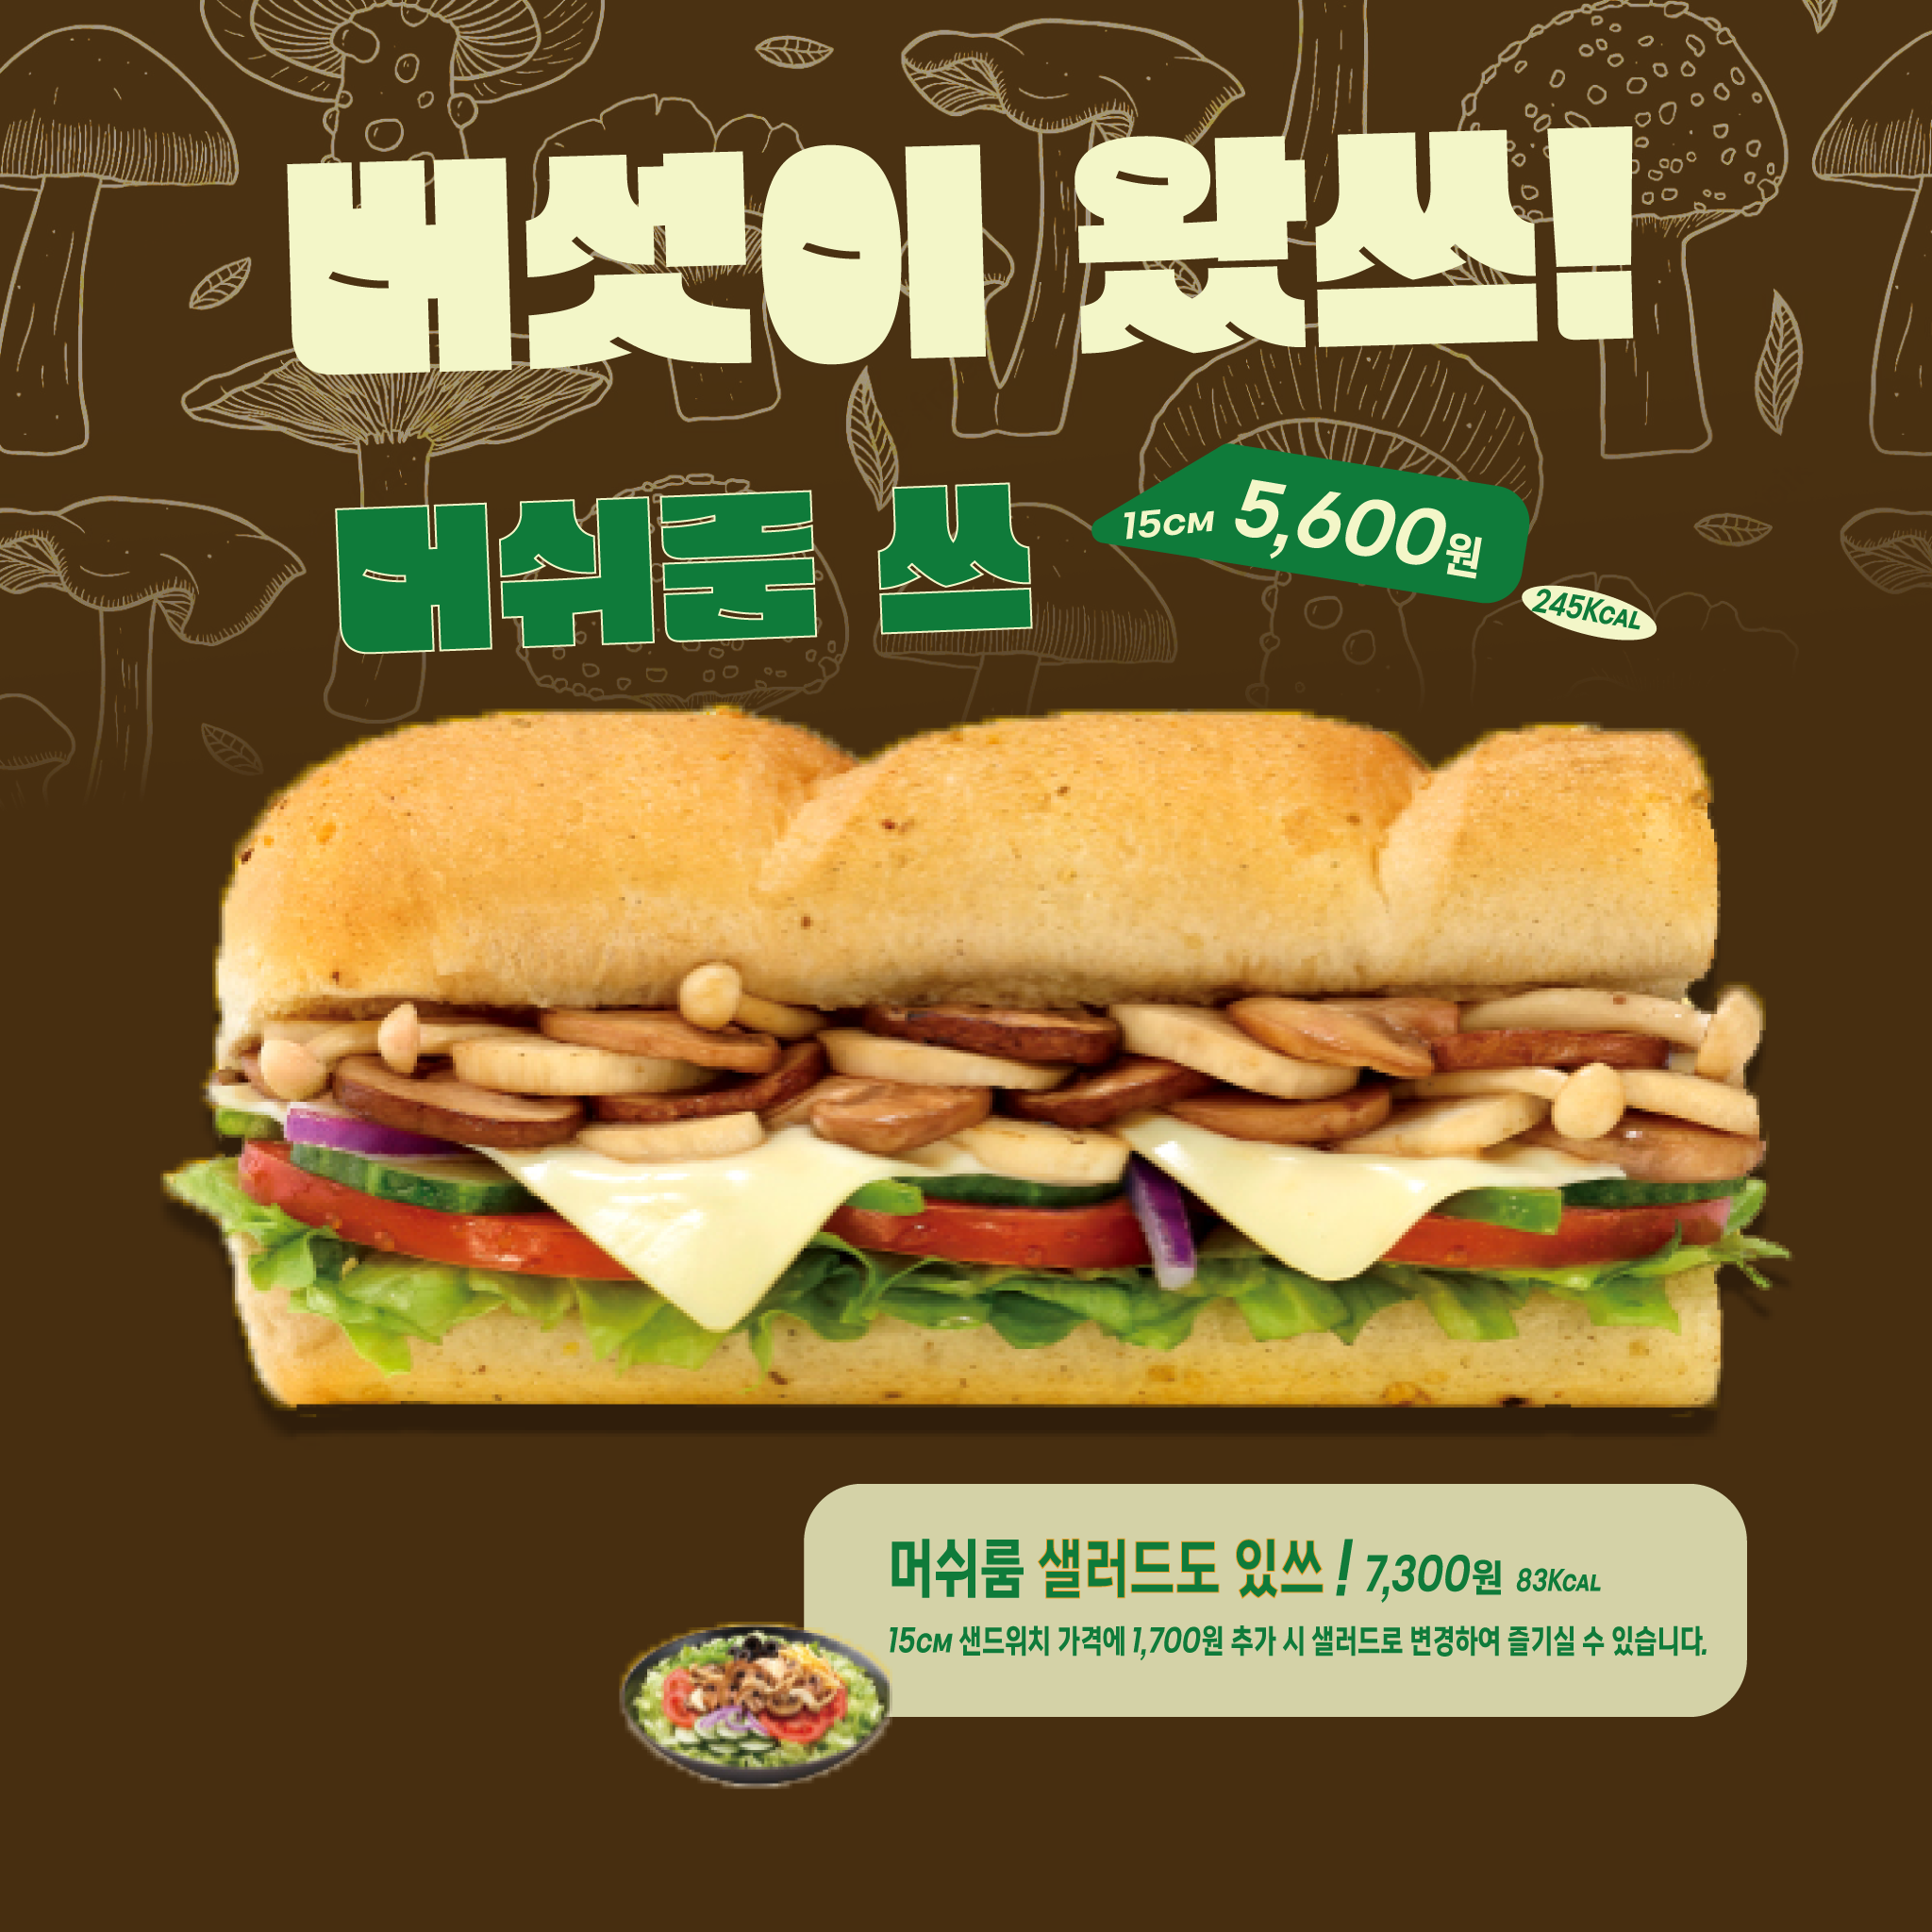 버섯이 왔쓰!
머쉬룸 쓰
15CM 5,600원
245KCAL
머쉬룸 샐러드도 있쓰! 7,300원 83KCAL
15CM 샌드위치 가격에 1,700원 추가 시 샐러드로 변경하여 즐기실 수 있습니다.